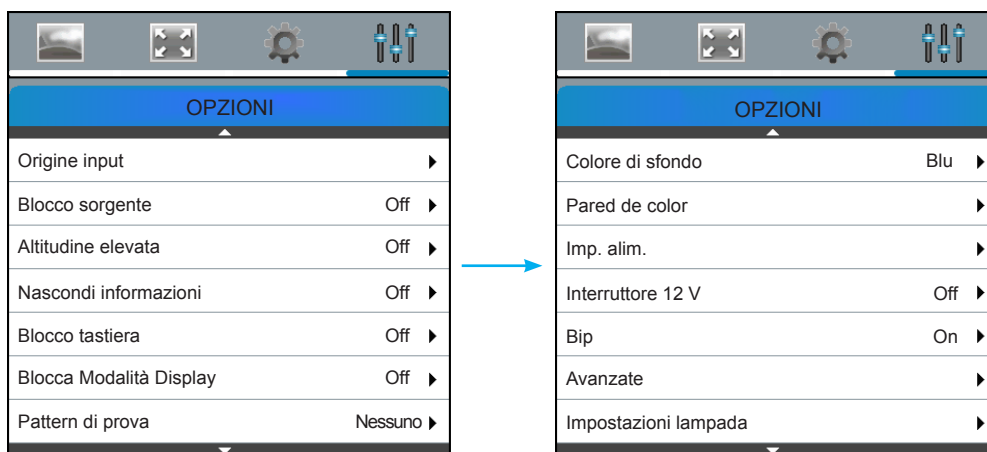 OPZIONI
Origine input
Blocco sorgente Off
Altitudine elevata Off
Nascondi informazioni Off
Blocco tastiera Off
Blocca Modalità Display Off
Pattern di prova Nessuno
OPZIONI
Colore di sfondo Blu
Pared de color
Imp. alim.
Interruttore 12 V Off
Bip On
Avanzate
Impostazioni lampada